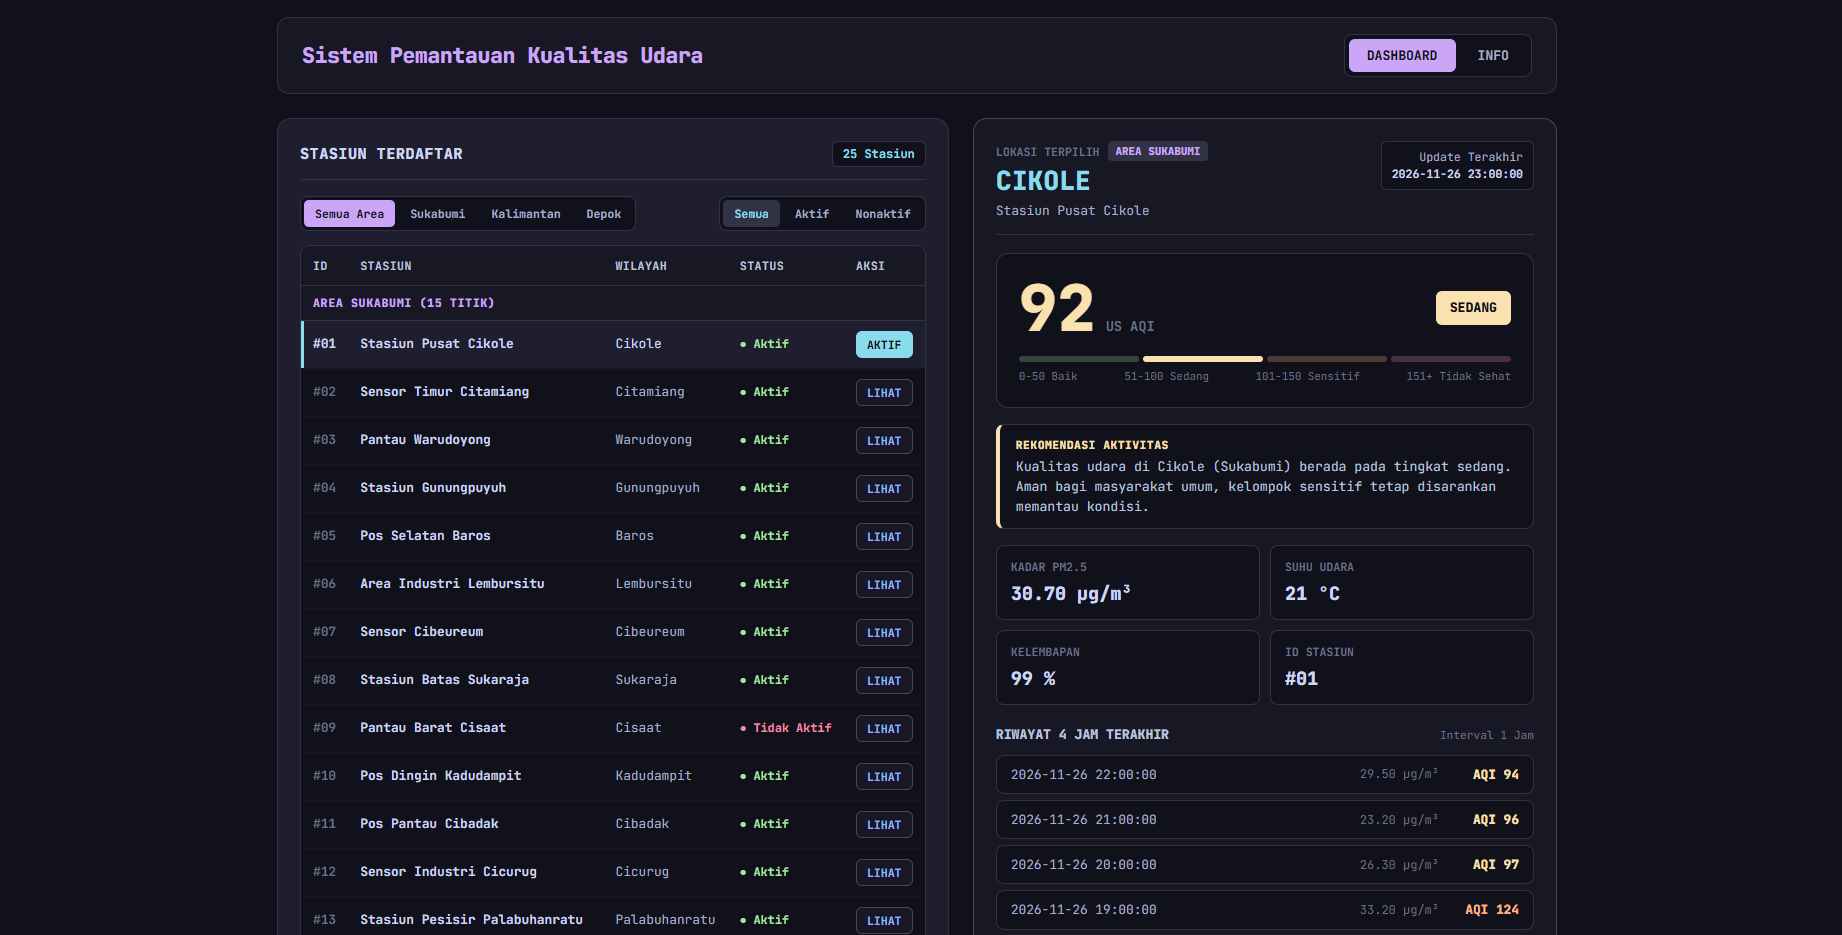 Sistem Pemantauan Kualitas Udara
DASHBOARD
INFO
STASIUN TERDAFTAR
25 Stasiun
Semua Area
Sukabumi
Kalimantan
Depok
Semua
Aktif
Nonaktif
ID STASIUN WILAYAH STATUS AKSI
AREA SUKABUMI (15 TITIK)
#01 Stasiun Pusat Cikole Cikole ● Aktif AKTIF
#02 Sensor Timur Citamiang Citamiang ● Aktif LIHAT
#03 Pantau Warudoyong Warudoyong ● Aktif LIHAT
#04 Stasiun Gunungpuyuh Gunungpuyuh ● Aktif LIHAT
#05 Pos Selatan Baros Baros ● Aktif LIHAT
#06 Area Industri Lembursitu Lembursitu ● Aktif LIHAT
#07 Sensor Cibeureum Cibeureum ● Aktif LIHAT
#08 Stasiun Batas Sukaraja Sukaraja ● Aktif LIHAT
#09 Pantau Barat Cisaat Cisaat ● Tidak Aktif LIHAT
#10 Pos Dingin Kadudampit Kadudampit ● Aktif LIHAT
#11 Pos Pantau Cibadak Cibadak ● Aktif LIHAT
#12 Sensor Industri Cicurug Cicurug ● Aktif LIHAT
#13 Stasiun Pesisir Palabuhanratu Palabuhanratu ● Aktif LIHAT
LOKASI TERPILIH AREA SUKABUMI
CIKOLE
Stasiun Pusat Cikole
Update Terakhir
2026-11-26 23:00:00
92 US AQI
SEDANG
0-50 Baik 51-100 Sedang 101-150 Sensitif 151+ Tidak Sehat
REKOMENDASI AKTIVITAS
Kualitas udara di Cikole (Sukabumi) berada pada tingkat sedang.
Aman bagi masyarakat umum, kelompok sensitif tetap disarankan
memantau kondisi.
KADAR PM2.5
30.70 µg/m³
SUHU UDARA
21 °C
KELEMBAPAN
99 %
ID STASIUN
#01
RIWAYAT 4 JAM TERAKHIR
Interval 1 Jam
2026-11-26 22:00:00 29.50 µg/m³ AQI 94
2026-11-26 21:00:00 23.20 µg/m³ AQI 96
2026-11-26 20:00:00 26.30 µg/m³ AQI 97
2026-11-26 19:00:00 33.20 µg/m³ AQI 124